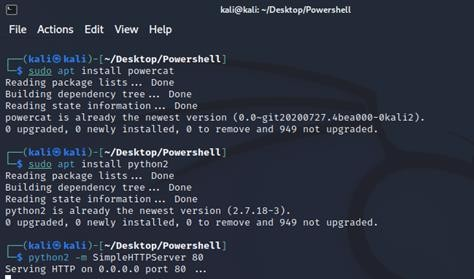 kali@kali: ~/Desktop/Powershell
File Actions Edit View Help
┌──(kali㉿kali)-[~/Desktop/Powershell]
└─$ sudo apt install powercat
Reading package lists... Done
Building dependency tree... Done
Reading state information... Done
powercat is already the newest version (0.0~git20200727.4bea000-0kali2).
0 upgraded, 0 newly installed, 0 to remove and 949 not upgraded.
┌──(kali㉿kali)-[~/Desktop/Powershell]
└─$ sudo apt install python2
Reading package lists... Done
Building dependency tree... Done
Reading state information... Done
python2 is already the newest version (2.7.18-3).
0 upgraded, 0 newly installed, 0 to remove and 949 not upgraded.
┌──(kali㉿kali)-[~/Desktop/Powershell]
└─$ python2 -m SimpleHTTPServer 80
Serving HTTP on 0.0.0.0 port 80 ...